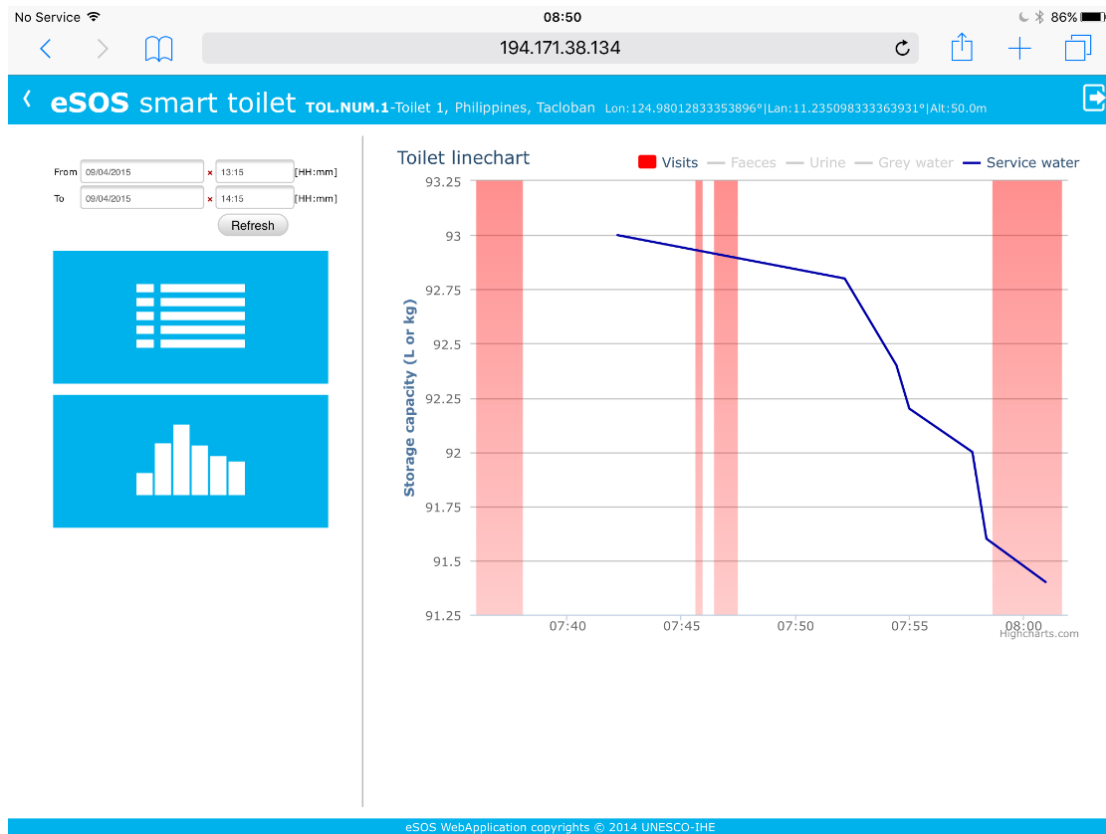 No Service 08:50 86%
194.171.38.134
eSOS smart toilet TOL.NUM.1-Toilet 1, Philippines, Tacloban Lon:124.98012833353896°|Lan:11.235098333363931°|Alt:50.0m
From 09/04/2015 × 13:15 [HH:mm]
To 09/04/2015 × 14:15 [HH:mm]
Refresh
Toilet linechart
Visits Faeces Urine Grey water Service water
Storage capacity (L or kg)
93.25
93
92.75
92.5
92.25
92
91.75
91.5
91.25
07:40 07:45 07:50 07:55 08:00
Highcharts.com
eSOS WebApplication copyrights © 2014 UNESCO-IHE